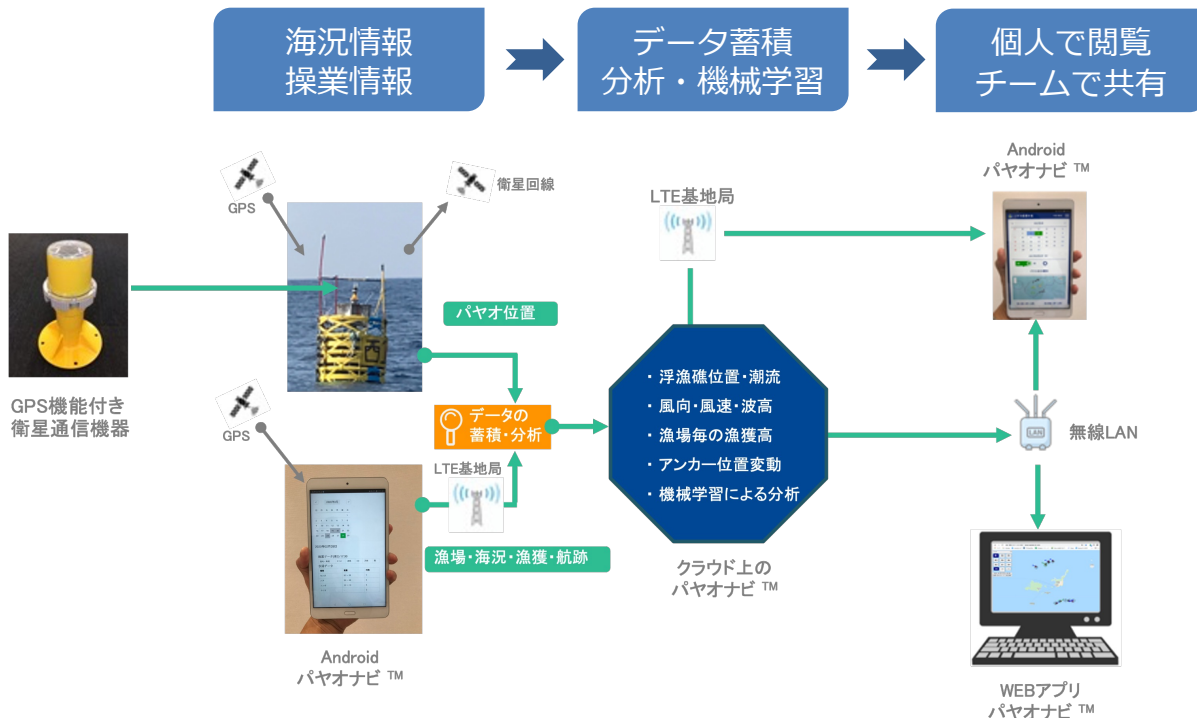 海況情報
操業情報
データ蓄積
分析・機械学習
個人で閲覧
チームで共有
GPS
衛星回線
LTE基地局
Android
パヤオナビ ™
パヤオ位置
GPS機能付き
衛星通信機器
GPS
データの
蓄積・分析
LTE基地局
漁場・海況・漁獲・航跡
Android
パヤオナビ ™
・ 浮漁礁位置・潮流
・ 風向・風速・波高
・ 漁場毎の漁獲高
・ アンカー位置変動
・ 機械学習による分析
クラウド上の
パヤオナビ ™
LAN
無線LAN
WEBアプリ
パヤオナビ ™